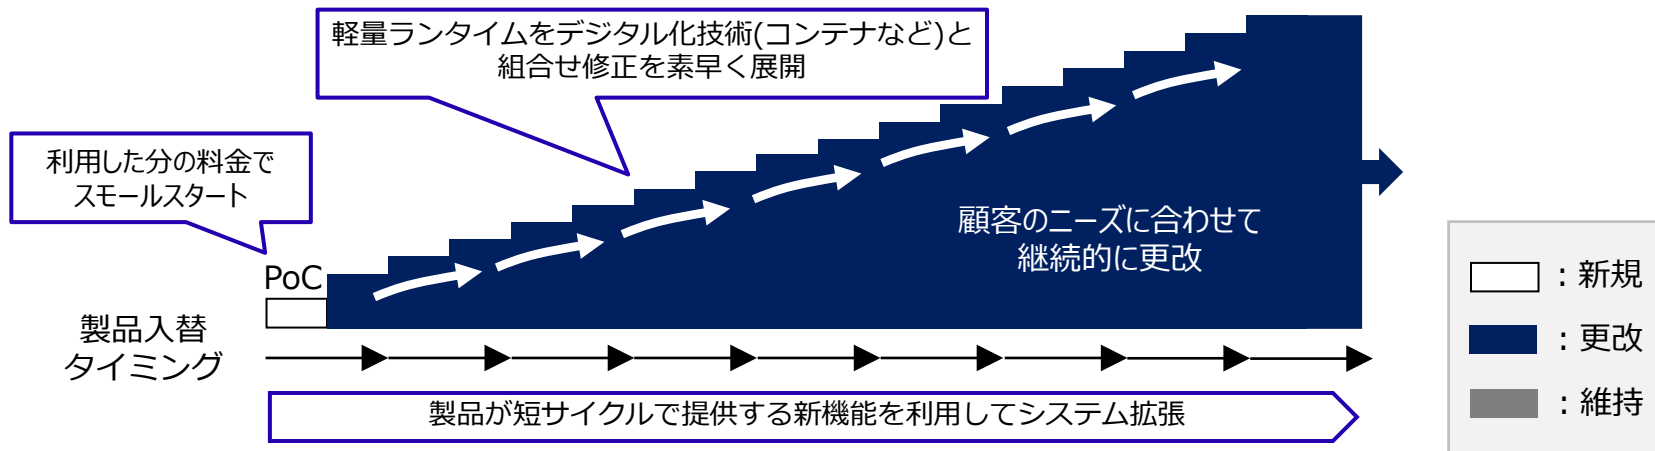 軽量ランタイムをデジタル化技術(コンテナなど)と
組合せ修正を素早く展開
利用した分の料金で
スモールスタート
顧客のニーズに合わせて
継続的に更改
PoC
製品入替
タイミング
製品が短サイクルで提供する新機能を利用してシステム拡張
：新規
：更改
：維持